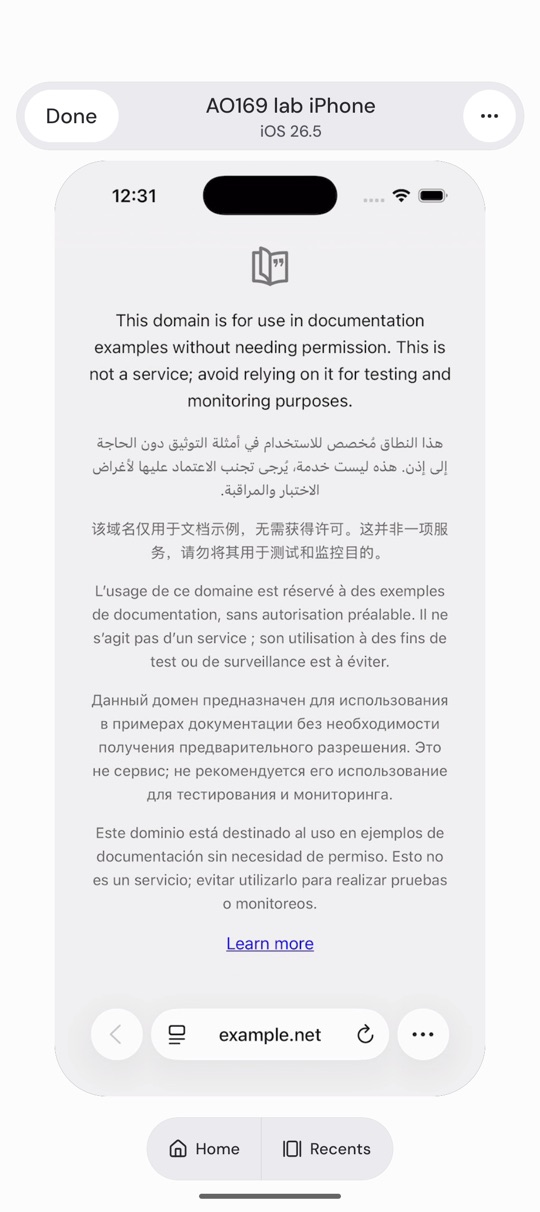 Done
AO169 lab iPhone
iOS 26.5
12:31
This domain is for use in documentation
examples without needing permission. This is
not a service; avoid relying on it for testing and
monitoring purposes.
هذا النطاق مُخصص للاستخدام في أمثلة التوثيق دون الحاجة
إلى إذن. هذه ليست خدمة، يُرجى تجنب الاعتماد عليها لأغراض
الاختبار والمراقبة.
该域名仅用于文档示例，无需获得许可。这并非一项服
务，请勿将其用于测试和监控目的。
L’usage de ce domaine est réservé à des exemples
de documentation, sans autorisation préalable. Il ne
s’agit pas d’un service ; son utilisation à des fins de
test ou de surveillance est à éviter.
Данный домен предназначен для использования
в примерах документации без необходимости
получения предварительного разрешения. Это
не сервис; не рекомендуется его использование
для тестирования и мониторинга.
Este dominio está destinado al uso en ejemplos de
documentación sin necesidad de permiso. Esto no
es un servicio; evitar utilizarlo para realizar pruebas
o monitoreos.
Learn more
example.net
Home
Recents